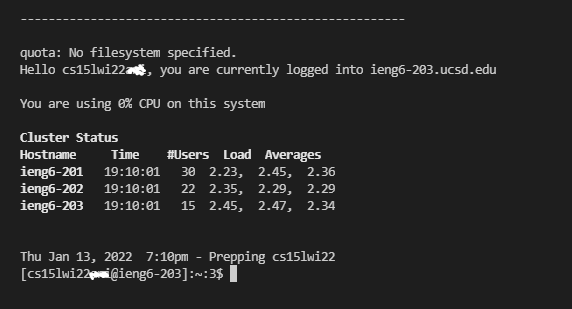 -------------------------------------------------------
quota: No filesystem specified.
Hello cs15lwi22, you are currently logged into ieng6-203.ucsd.edu
You are using 0% CPU on this system
Cluster Status
Hostname Time #Users Load Averages
ieng6-201 19:10:01 30 2.23, 2.45, 2.36
ieng6-202 19:10:01 22 2.35, 2.29, 2.29
ieng6-203 19:10:01 15 2.45, 2.47, 2.34
Thu Jan 13, 2022 7:10pm - Prepping cs15lwi22
[cs15lwi22@ieng6-203]:~:3$